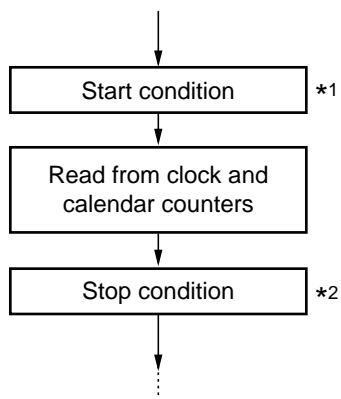 Start condition *1
Read from clock and
calendar counters
Stop condition *2